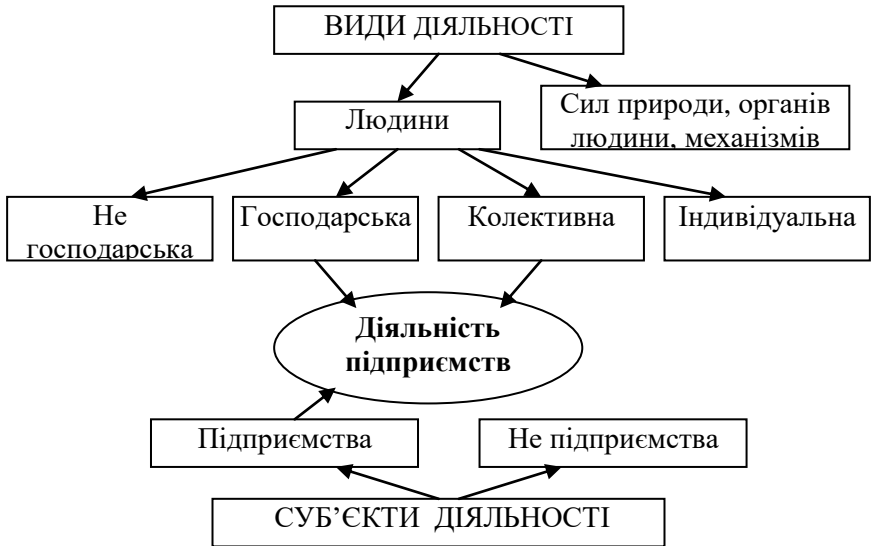 ВИДИ ДІЯЛЬНОСТІ
Людини
Сил природи, органів
людини, механізмів
Не
господарська
Господарська
Колективна
Індивідуальна
Діяльність
підприємств
Підприємства
Не підприємства
СУБ’ЄКТИ ДІЯЛЬНОСТІ